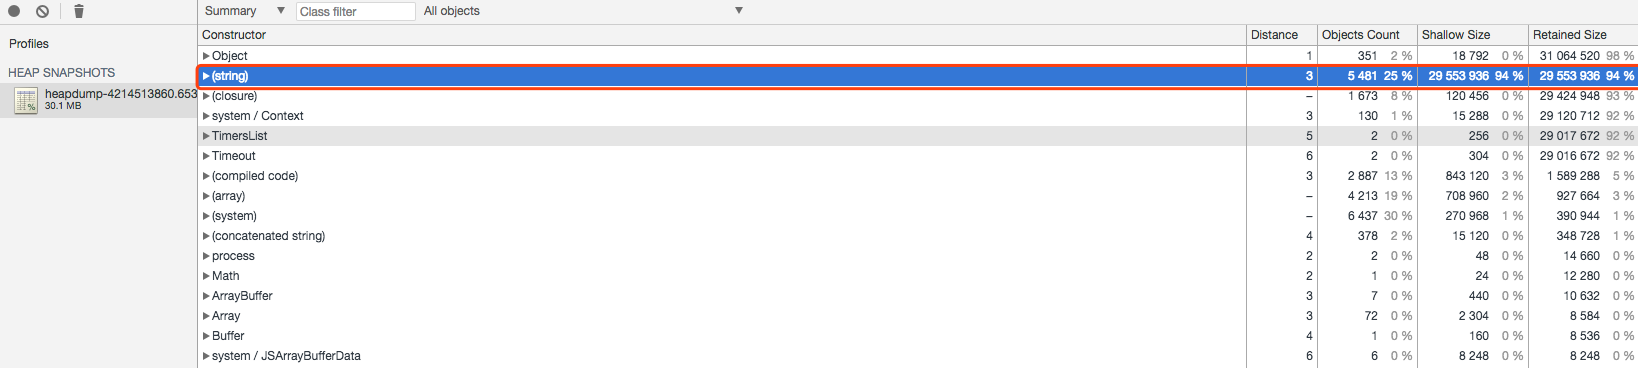 Summary ▼ Class filter All objects ▼
Profiles
HEAP SNAPSHOTS
heapdump-4214513860.653
30.1 MB
Constructor Distance Objects Count Shallow Size Retained Size
Object 1 351 2 % 18 792 0 % 31 064 520 98 %
(string) 3 5 481 25 % 29 553 936 94 % 29 553 936 94 %
(closure) – 1 673 8 % 120 456 0 % 29 424 948 93 %
system / Context 3 130 1 % 15 288 0 % 29 120 712 92 %
TimersList 5 2 0 % 256 0 % 29 017 672 92 %
Timeout 6 2 0 % 304 0 % 29 016 672 92 %
(compiled code) 3 2 887 13 % 843 120 3 % 1 589 288 5 %
(array) – 4 213 19 % 708 960 2 % 927 664 3 %
(system) – 6 437 30 % 270 968 1 % 390 944 1 %
(concatenated string) 4 378 2 % 15 120 0 % 348 728 1 %
process 2 2 0 % 48 0 % 14 660 0 %
Math 2 1 0 % 24 0 % 12 280 0 %
ArrayBuffer 3 7 0 % 440 0 % 10 632 0 %
Array 3 72 0 % 2 304 0 % 8 584 0 %
Buffer 4 1 0 % 160 0 % 8 536 0 %
system / JSArrayBufferData 6 6 0 % 8 248 0 % 8 248 0 %